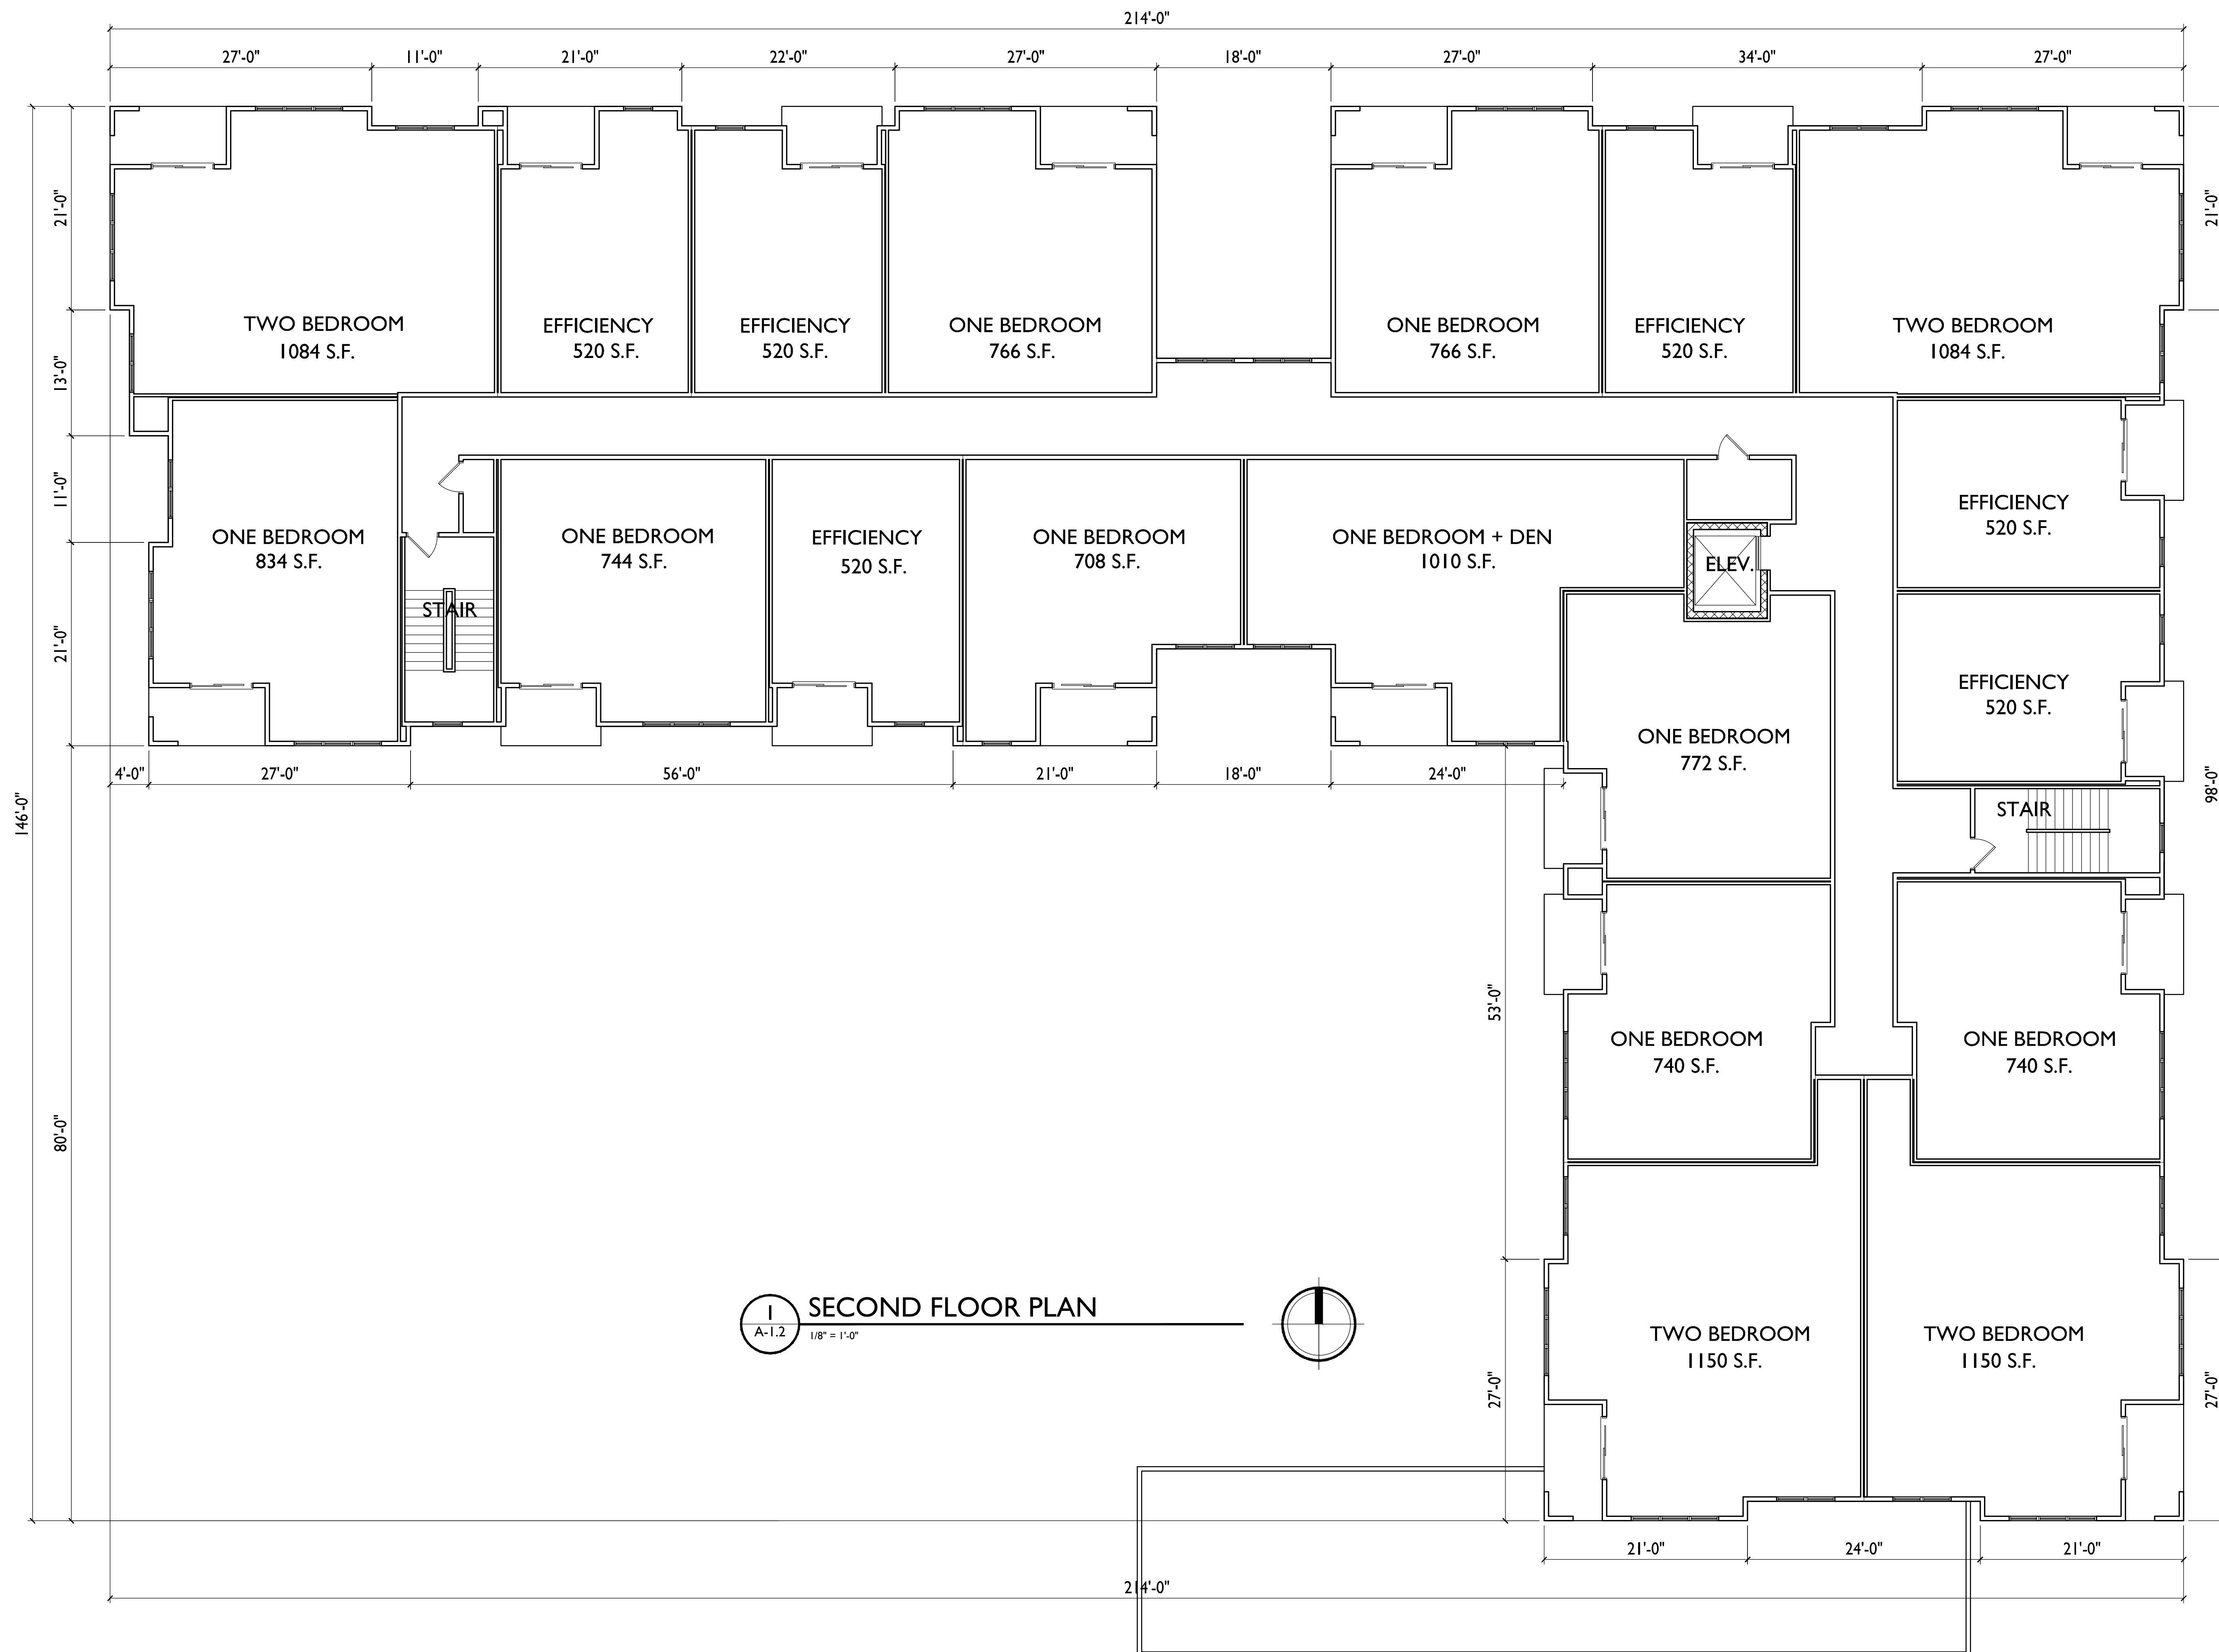 214'-0"
27'-0" 11'-0" 21'-0" 22'-0" 27'-0" 18'-0" 27'-0" 34'-0" 27'-0"
21'-0"
13'-0"
11'-0"
21'-0"
146'-0"
80'-0"
TWO BEDROOM
1084 S.F.
EFFICIENCY
520 S.F.
EFFICIENCY
520 S.F.
ONE BEDROOM
766 S.F.
ONE BEDROOM
766 S.F.
EFFICIENCY
520 S.F.
TWO BEDROOM
1084 S.F.
21'-0"
ONE BEDROOM
834 S.F.
STAIR
ONE BEDROOM
744 S.F.
EFFICIENCY
520 S.F.
ONE BEDROOM
708 S.F.
ONE BEDROOM + DEN
1010 S.F.
ELEV.
EFFICIENCY
520 S.F.
EFFICIENCY
520 S.F.
ONE BEDROOM
772 S.F.
98'-0"
STAIR
4'-0" 27'-0" 56'-0" 21'-0" 18'-0" 24'-0"
53'-0"
ONE BEDROOM
740 S.F.
ONE BEDROOM
740 S.F.
1
A-1.2
SECOND FLOOR PLAN
1/8" = 1'-0"
27'-0"
TWO BEDROOM
1150 S.F.
TWO BEDROOM
1150 S.F.
27'-0"
21'-0" 24'-0" 21'-0"
214'-0"